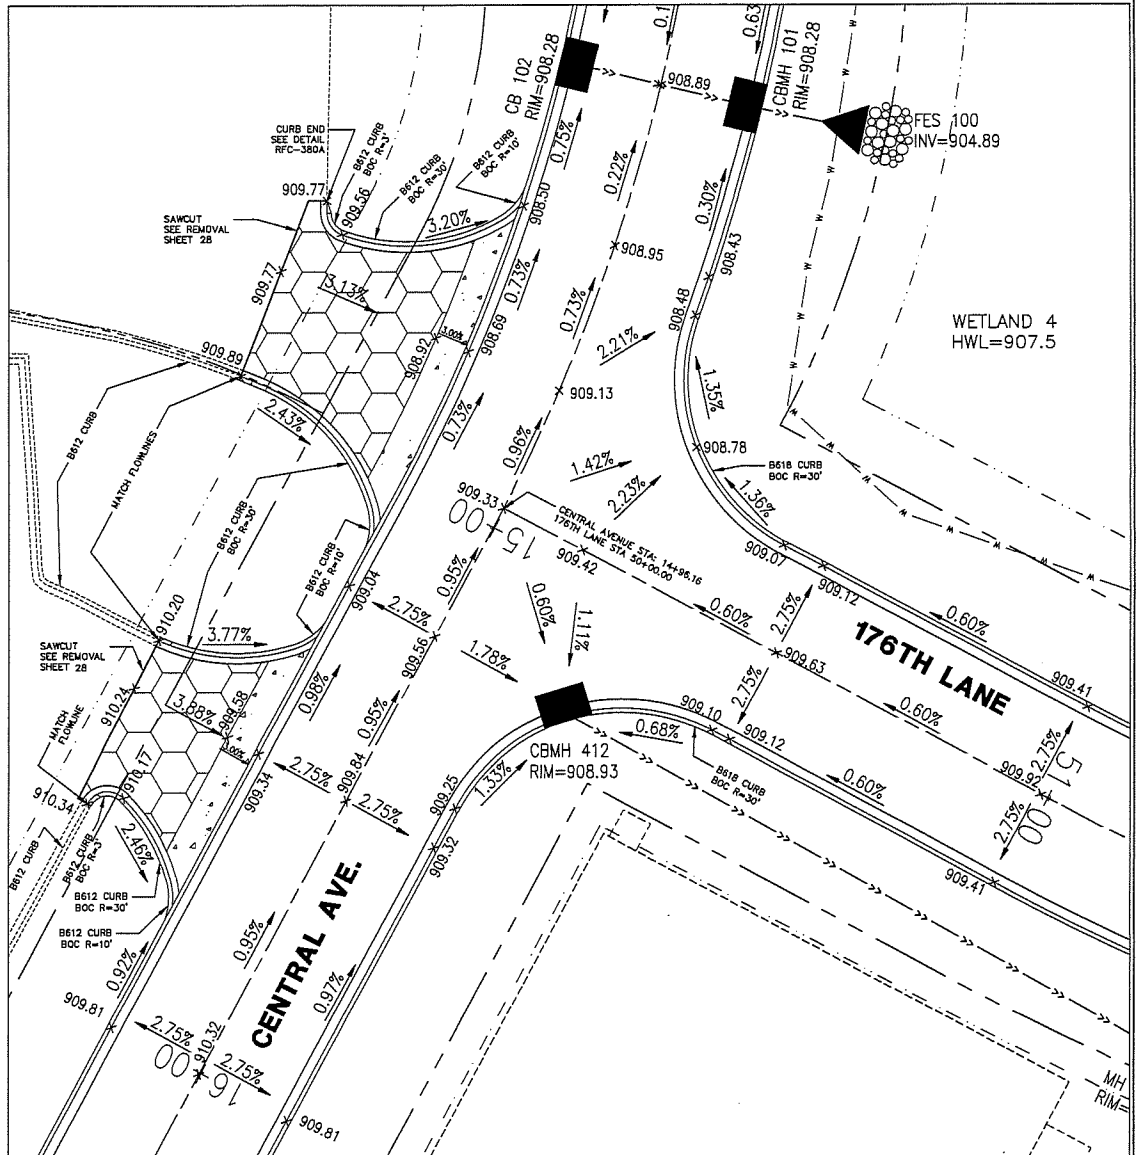 0.1
0.63
CB 102
RIM=908.28
908.89
CBMH 101
RIM=908.28
FES 100
INV=904.89
CURB END
SEE DETAIL
RFC-380A
B612 CURB
BOC R=3'
B612 CURB
BOC R=30'
B612 CURB
BOC R=10'
0.75%
0.22%
0.30%
909.77
909.56
3.20%
908.50
SAWCUT
SEE REMOVAL
SHEET 28
908.95
908.43
909.77
3.13%
0.73%
0.73%
908.48
WETLAND 4
HWL=907.5
908.92
3.00%
908.69
2.21%
909.89
909.13
1.35%
2.43%
0.73%
0.96%
B612 CURB
MATCH FLOWLINES
908.78
B618 CURB
BOC R=30'
1.42%
2.23%
1.36%
909.33
15
00
CENTRAL AVENUE STA: 14+96.16
176TH LANE STA 50+00.00
B612 CURB
BOC R=30'
B612 CURB
BOC R=10'
909.42
909.07
909.12
909.04
0.95%
0.60%
1.11%
0.60%
2.75%
0.60%
2.75%
910.20
3.77%
909.56
1.78%
909.63
176TH LANE
SAWCUT
SEE REMOVAL
SHEET 28
2.75%
909.41
910.24
3.88%
909.58
0.98%
0.95%
0.60%
909.10
909.12
0.68%
3.00%
CBMH 412
RIM=908.93
2.75%
51
00
MATCH
FLOWLINE
910.17
910.34
909.34
2.75%
909.84
2.75%
909.25
1.33%
B618 CURB
BOC R=30'
0.60%
909.92
2.75%
2.46%
B612 CURB
B612 CURB
BOC R=3'
909.32
909.41
B612 CURB
BOC R=30'
B612 CURB
BOC R=10'
CENTRAL AVE.
0.95%
0.92%
0.97%
909.81
2.75%
910.32
2.75%
16
00
909.81
MH
RIM=